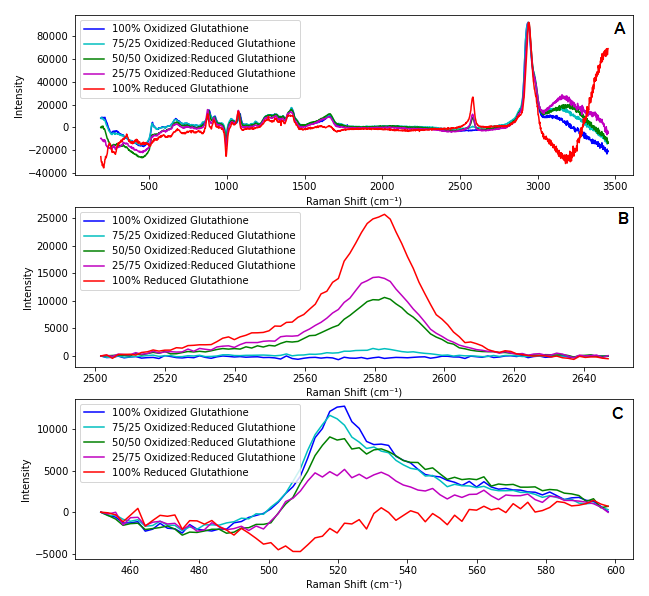 A
100% Oxidized Glutathione
75/25 Oxidized:Reduced Glutathione
50/50 Oxidized:Reduced Glutathione
25/75 Oxidized:Reduced Glutathione
100% Reduced Glutathione
80000
60000
40000
20000
0
−20000
−40000
Intensity
500 1000 1500 2000 2500 3000 3500
Raman Shift (cm⁻¹)
B
100% Oxidized Glutathione
75/25 Oxidized:Reduced Glutathione
50/50 Oxidized:Reduced Glutathione
25/75 Oxidized:Reduced Glutathione
100% Reduced Glutathione
25000
20000
15000
10000
5000
0
Intensity
2500 2520 2540 2560 2580 2600 2620 2640
Raman Shift (cm⁻¹)
C
100% Oxidized Glutathione
75/25 Oxidized:Reduced Glutathione
50/50 Oxidized:Reduced Glutathione
25/75 Oxidized:Reduced Glutathione
100% Reduced Glutathione
10000
5000
0
−5000
Intensity
460 480 500 520 540 560 580 600
Raman Shift (cm⁻¹)